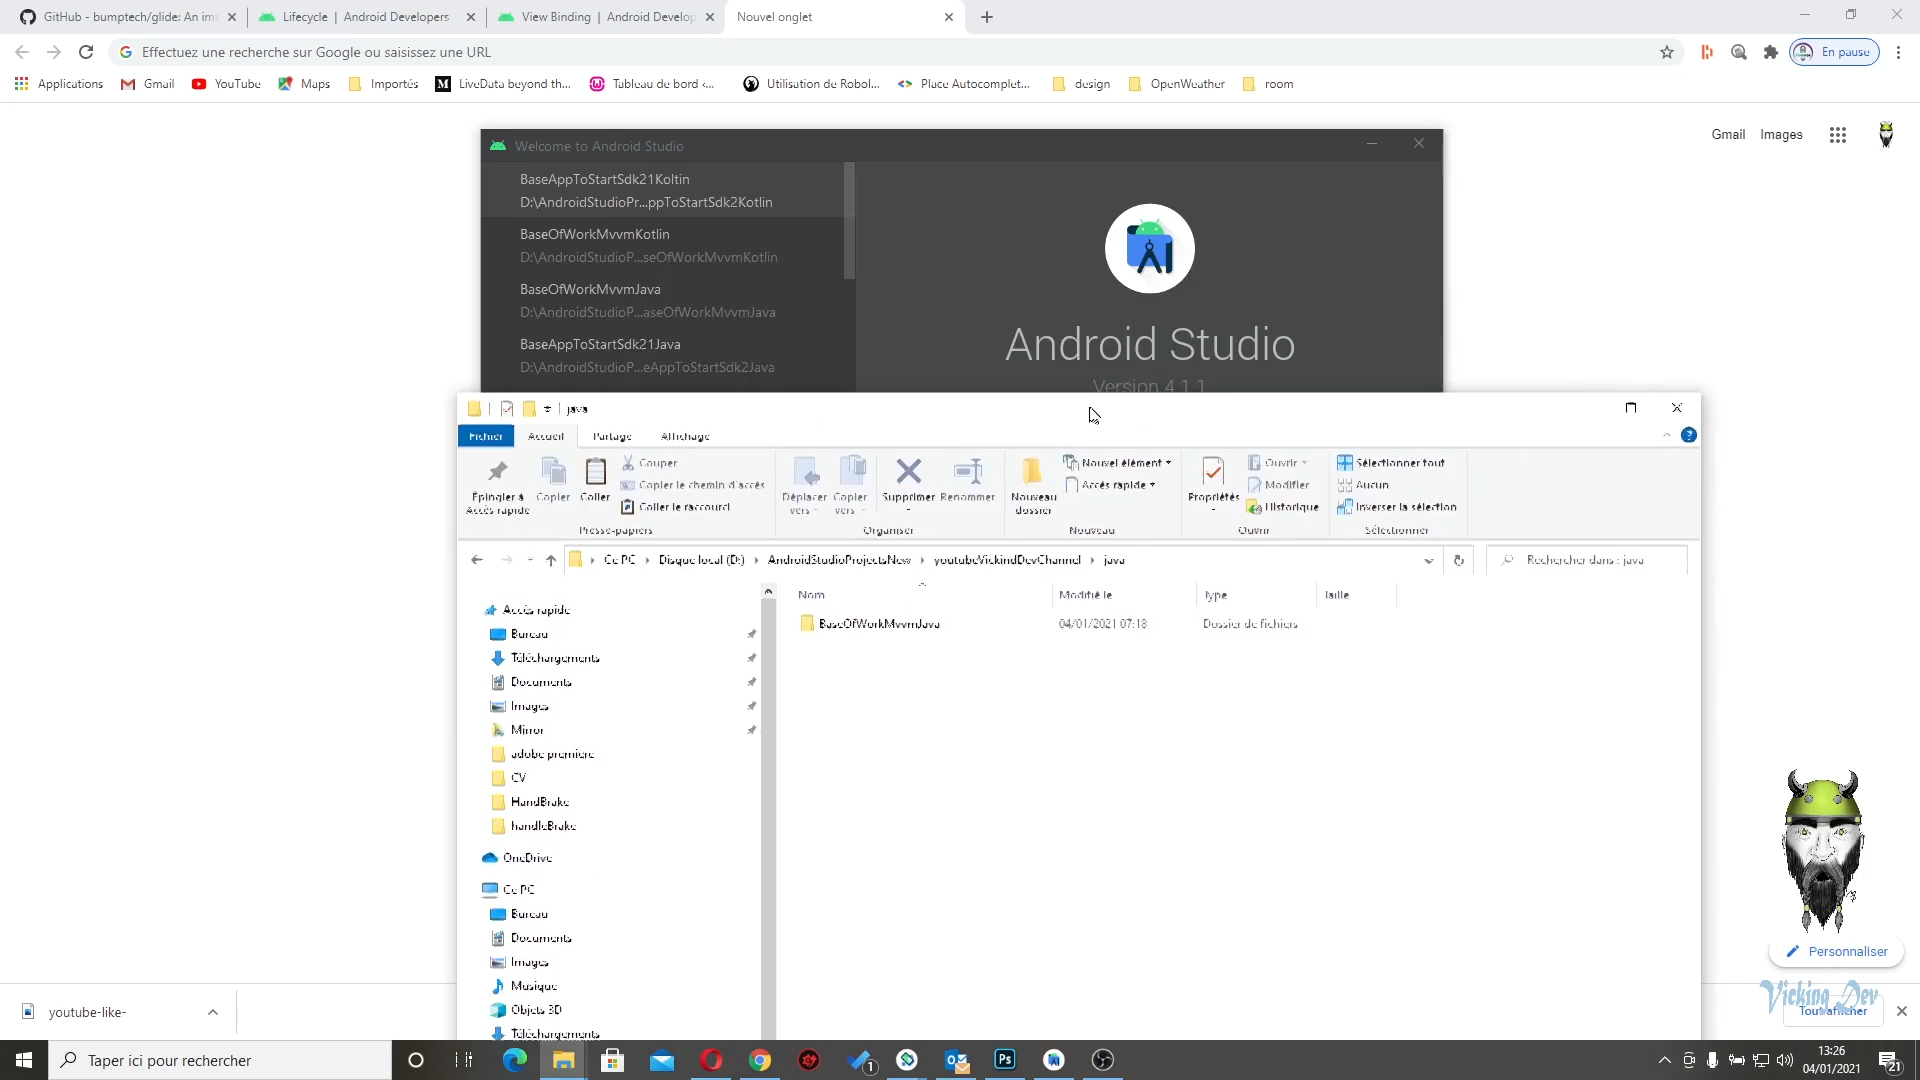 GitHub - bumptech/glide: An ima
Lifecycle | Android Developers
View Binding | Android Develop
Nouvel onglet
Effectuez une recherche sur Google ou saisissez une URL
En pause
Applications
Gmail
YouTube
Maps
Importés
LiveData beyond th...
Tableau de bord ‹...
Utilisation de Robol...
Place Autocomplet...
design
OpenWeather
room
Gmail
Images
Welcome to Android Studio
BaseAppToStartSdk21Koltin
D:\AndroidStudioPr...ppToStartSdk2Kotlin
BaseOfWorkMvvmKotlin
D:\AndroidStudioP...seOfWorkMvvmKotlin
BaseOfWorkMvvmJava
D:\AndroidStudioP...aseOfWorkMvvmJava
BaseAppToStartSdk21Java
D:\AndroidStudioP...eAppToStartSdk2Java
Android Studio
Version 4.1.1
java
Fichier
Accueil
Partage
Affichage
Épingler à
Accès rapide
Copier
Coller
Couper
Copier le chemin d'accès
Coller le raccourci
Presse-papiers
Déplacer
vers
Copier
vers
Supprimer
Renommer
Organiser
Nouveau
dossier
Nouvel élément
Accès rapide
Nouveau
Propriétés
Ouvrir
Modifier
Historique
Ouvrir
Sélectionner tout
Aucun
Inverser la sélection
Sélectionner
Ce PC
Disque local (D:)
AndroidStudioProjectsNew
youtubeVickindDevChannel
java
Rechercher dans : java
Nom
Modifié le
Type
Taille
BaseOfWorkMvvmJava
04/01/2021 07:18
Dossier de fichiers
Accès rapide
Bureau
Téléchargements
Documents
Images
Mirror
adobe premiere
CV
HandBrake
handleBrake
OneDrive
Ce PC
Bureau
Documents
Images
Musique
Objets 3D
Téléchargements
Personnaliser
Vicking Dev
Tout afficher
youtube-like-
Taper ici pour rechercher
1
Ps
13:26
04/01/2021
21